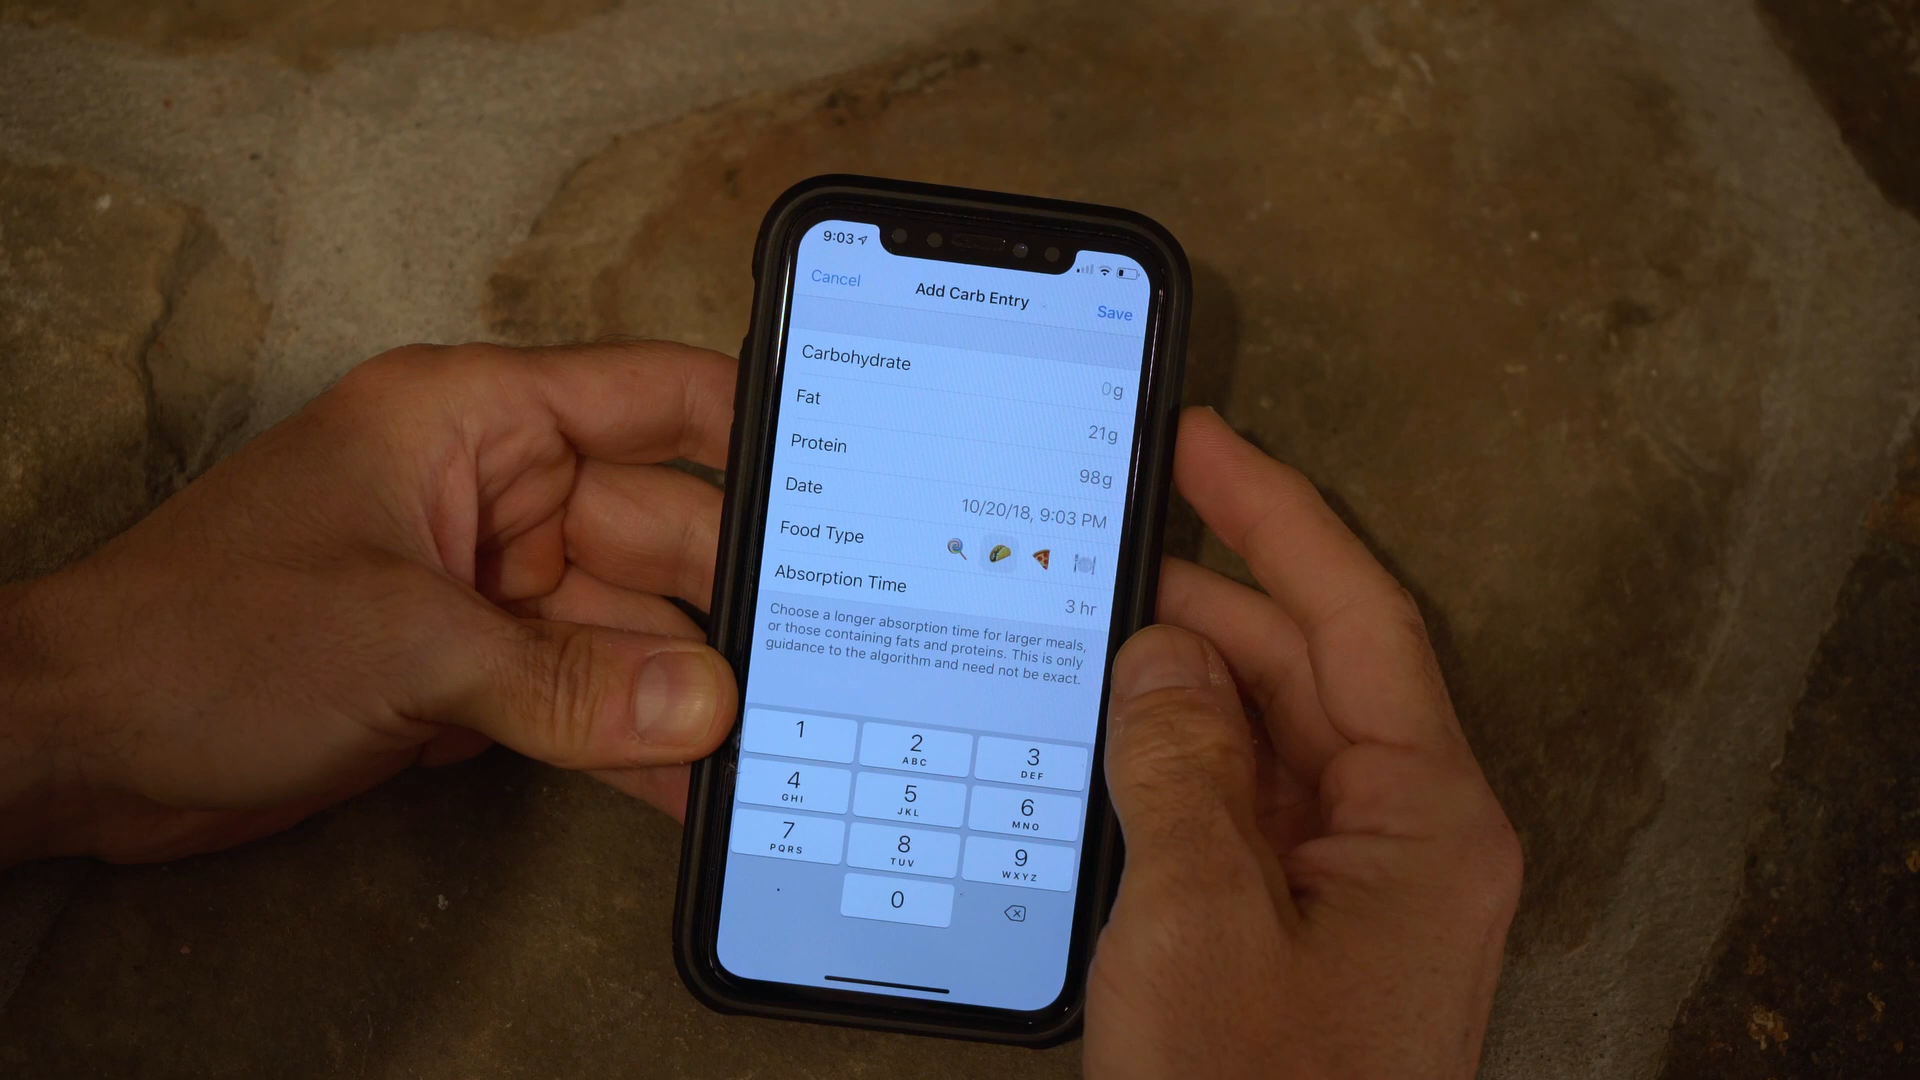 9:03
Cancel Add Carb Entry Save
Carbohydrate 0g
Fat 21g
Protein 98g
Date 10/20/18, 9:03 PM
Food Type
Absorption Time 3 hr
Choose a longer absorption time for larger meals,
or those containing fats and proteins. This is only
guidance to the algorithm and need not be exact.
1 2 3
ABC DEF
4 5 6
GHI JKL MNO
7 8 9
PQRS TUV WXYZ
. 0